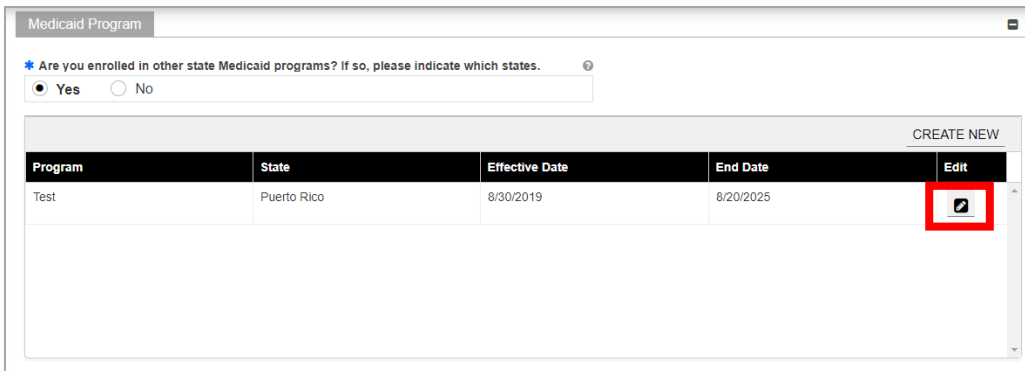 Medicaid Program
* Are you enrolled in other state Medicaid programs? If so, please indicate which states.
Yes No
CREATE NEW
Program State Effective Date End Date Edit
Test Puerto Rico 8/30/2019 8/20/2025